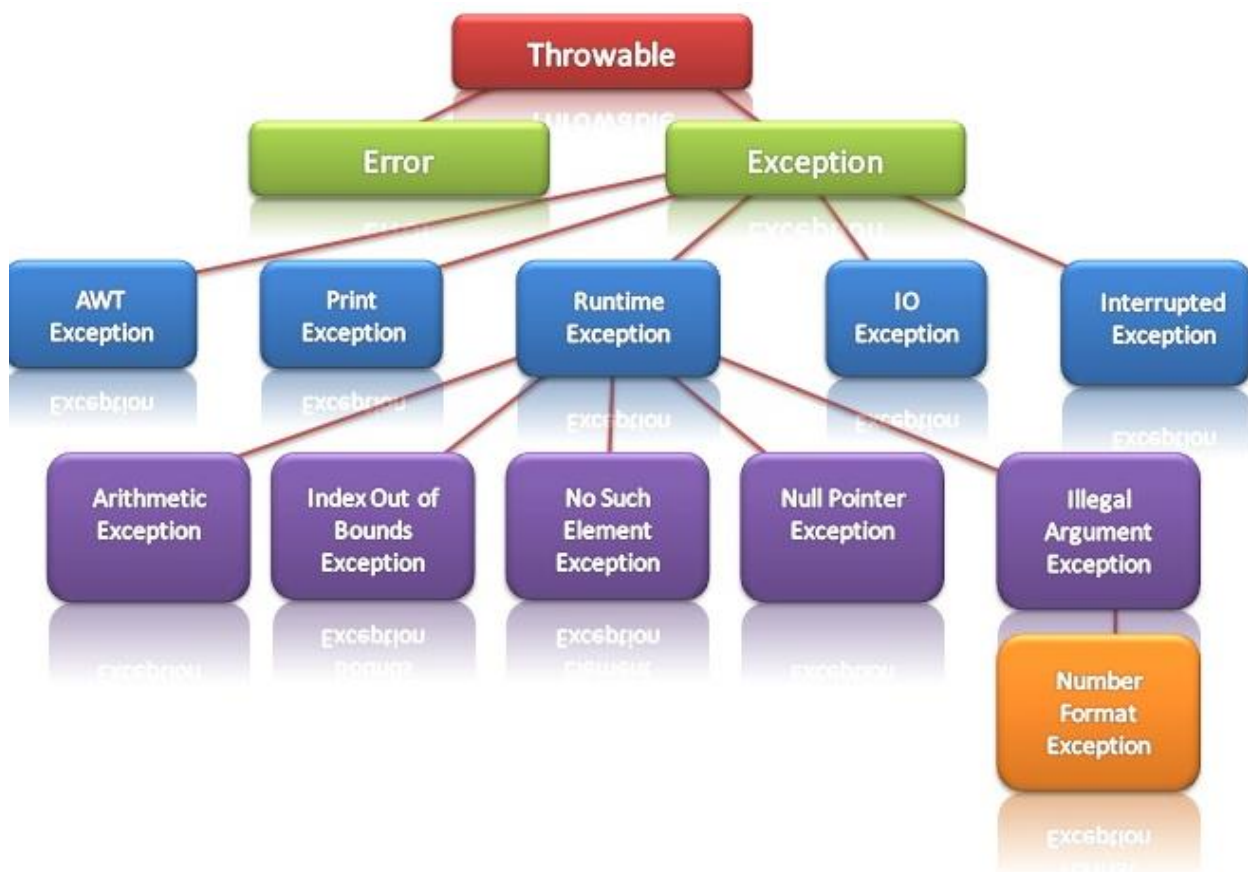 Throwable
Error
Exception
AWT
Exception
Print
Exception
Runtime
Exception
IO
Exception
Interrupted
Exception
Arithmetic
Exception
Index Out of
Bounds
Exception
No Such
Element
Exception
Null Pointer
Exception
Illegal
Argument
Exception
Number
Format
Exception